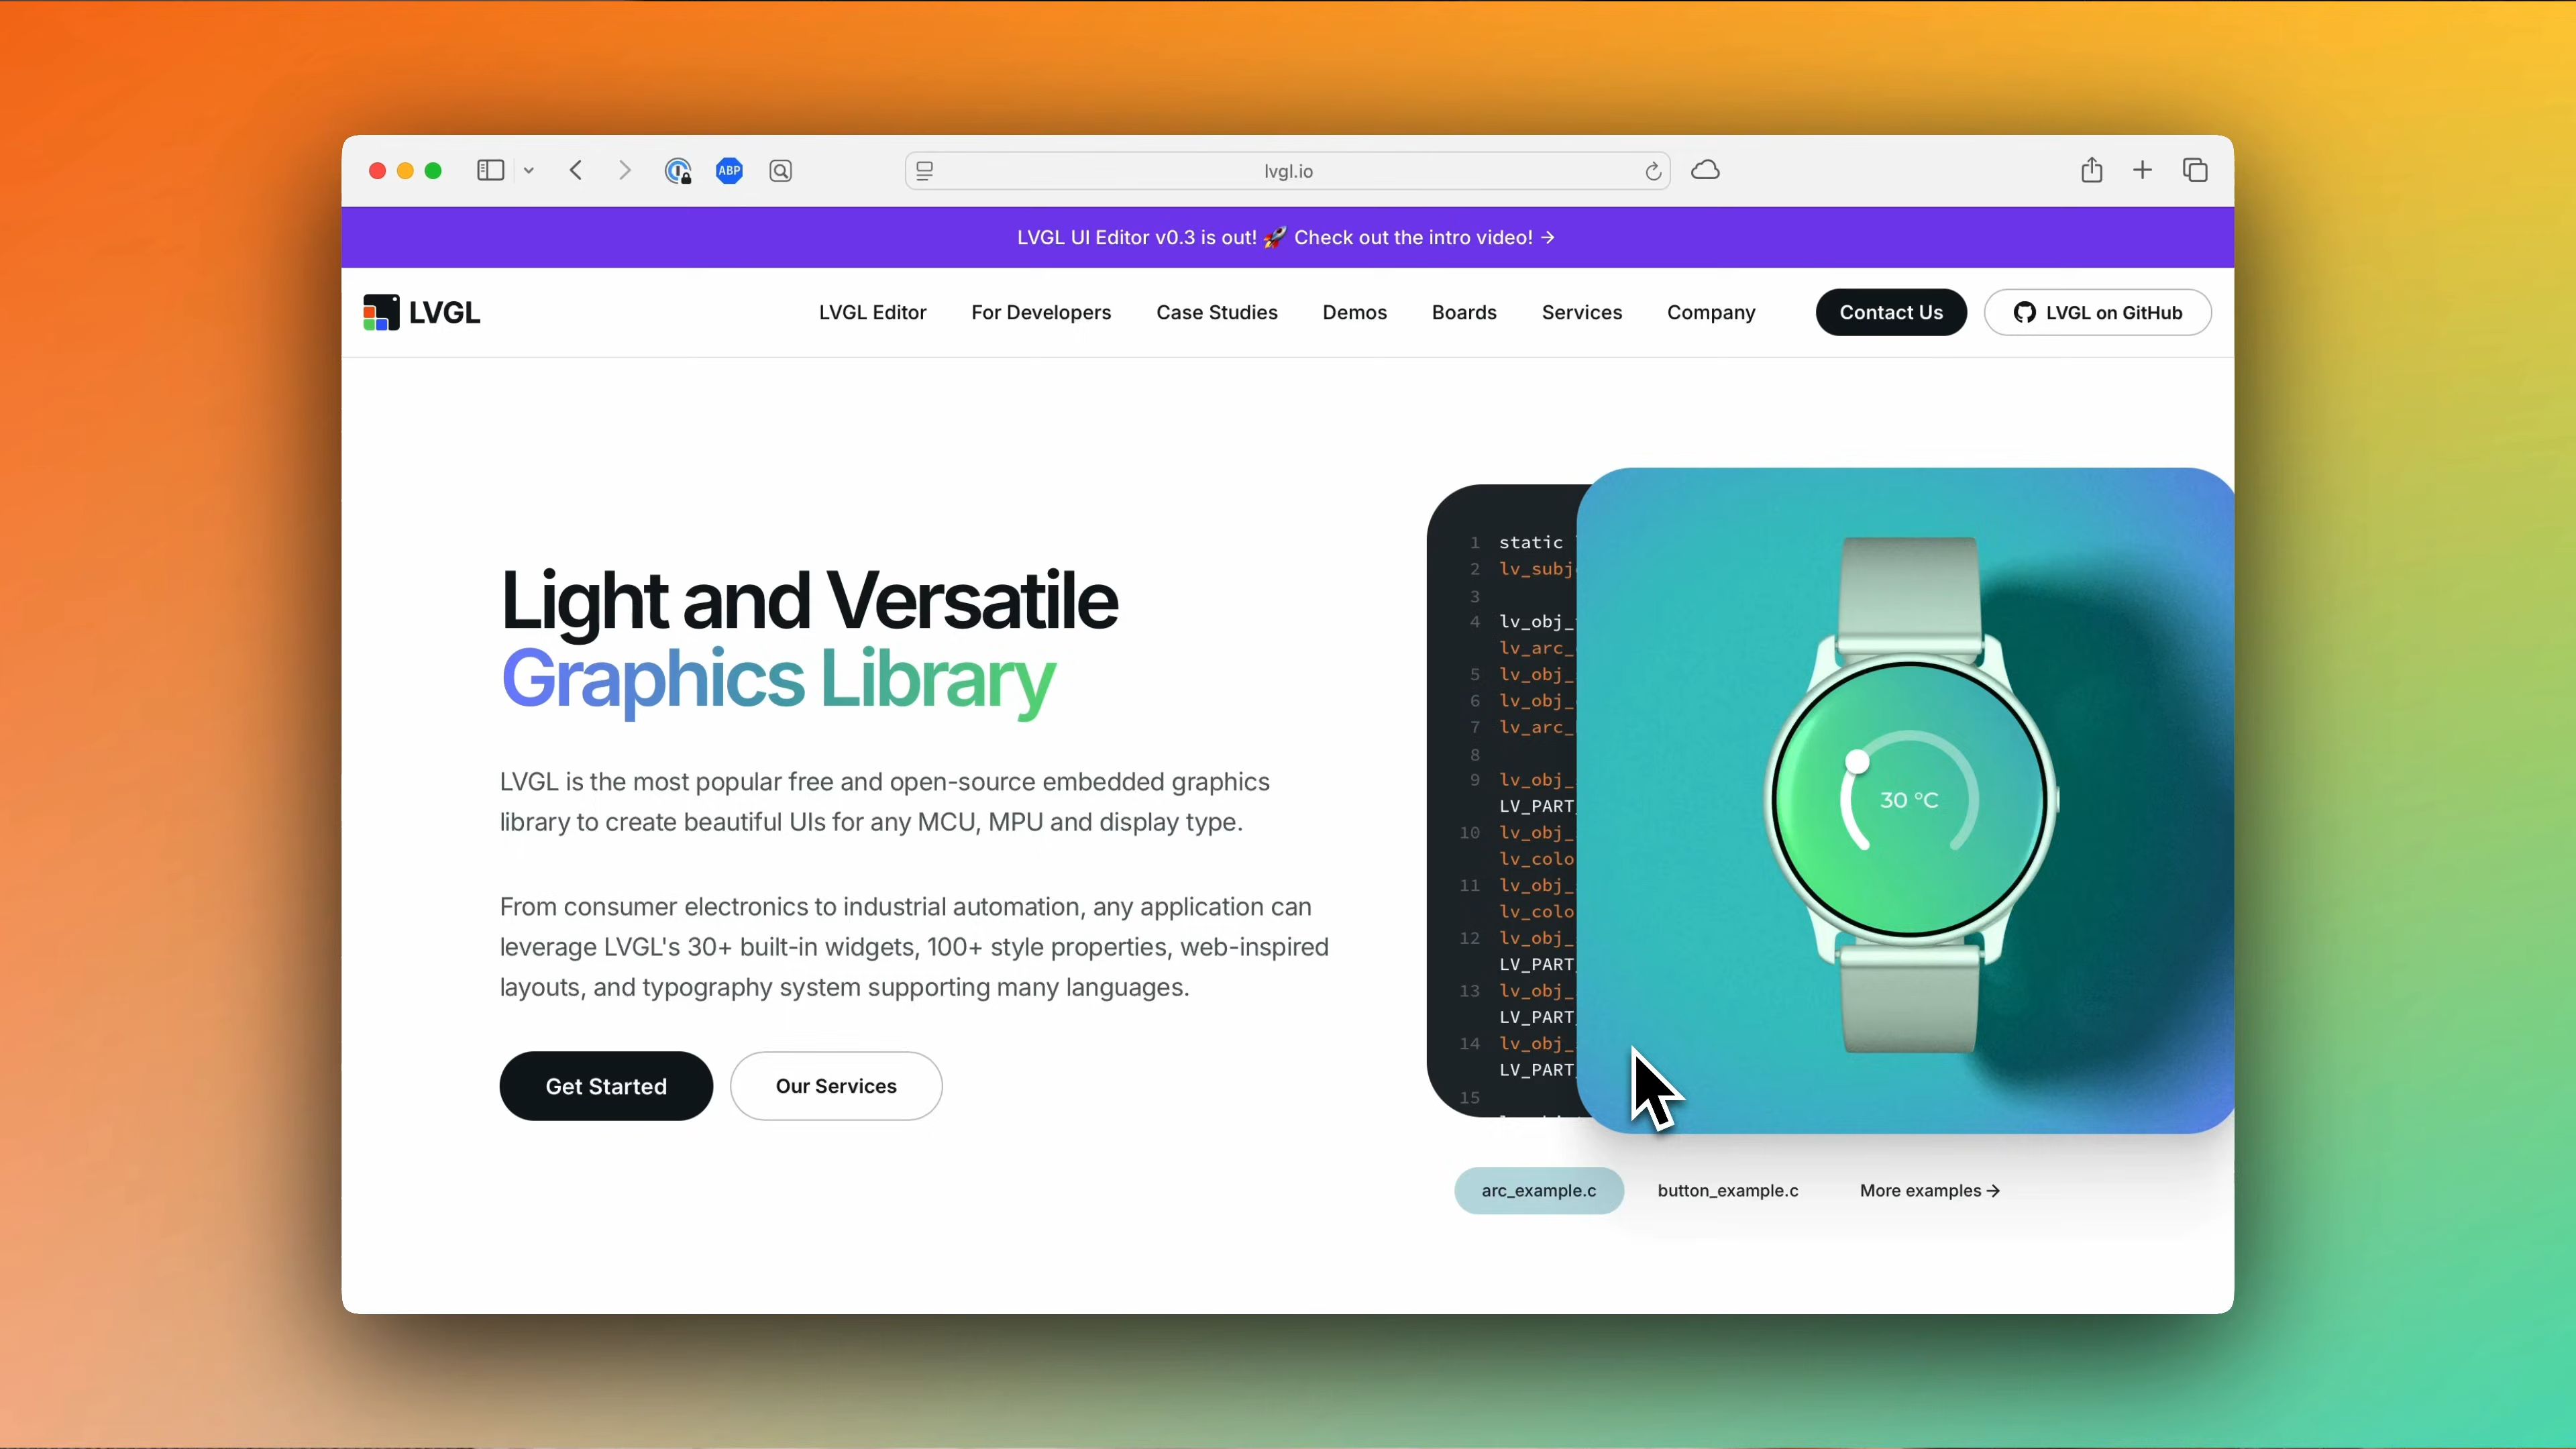 ABP
lvgl.io
LVGL UI Editor v0.3 is out! 🚀 Check out the intro video! →
LVGL
LVGL Editor
For Developers
Case Studies
Demos
Boards
Services
Company
Contact Us
LVGL on GitHub
Light and Versatile
Graphics Library
LVGL is the most popular free and open-source embedded graphics
library to create beautiful UIs for any MCU, MPU and display type.
From consumer electronics to industrial automation, any application can
leverage LVGL's 30+ built-in widgets, 100+ style properties, web-inspired
layouts, and typography system supporting many languages.
Get Started
Our Services
1 static
2 lv_subj
3
4 lv_obj_
lv_arc_
5 lv_obj_
6 lv_obj_
7 lv_arc_
8
9 lv_obj_
LV_PART_
10 lv_obj_
lv_colo
11 lv_obj_
lv_colo
12 lv_obj_
LV_PART_
13 lv_obj_
LV_PART_
14 lv_obj_
LV_PART_
15
30 °C
arc_example.c
button_example.c
More examples →